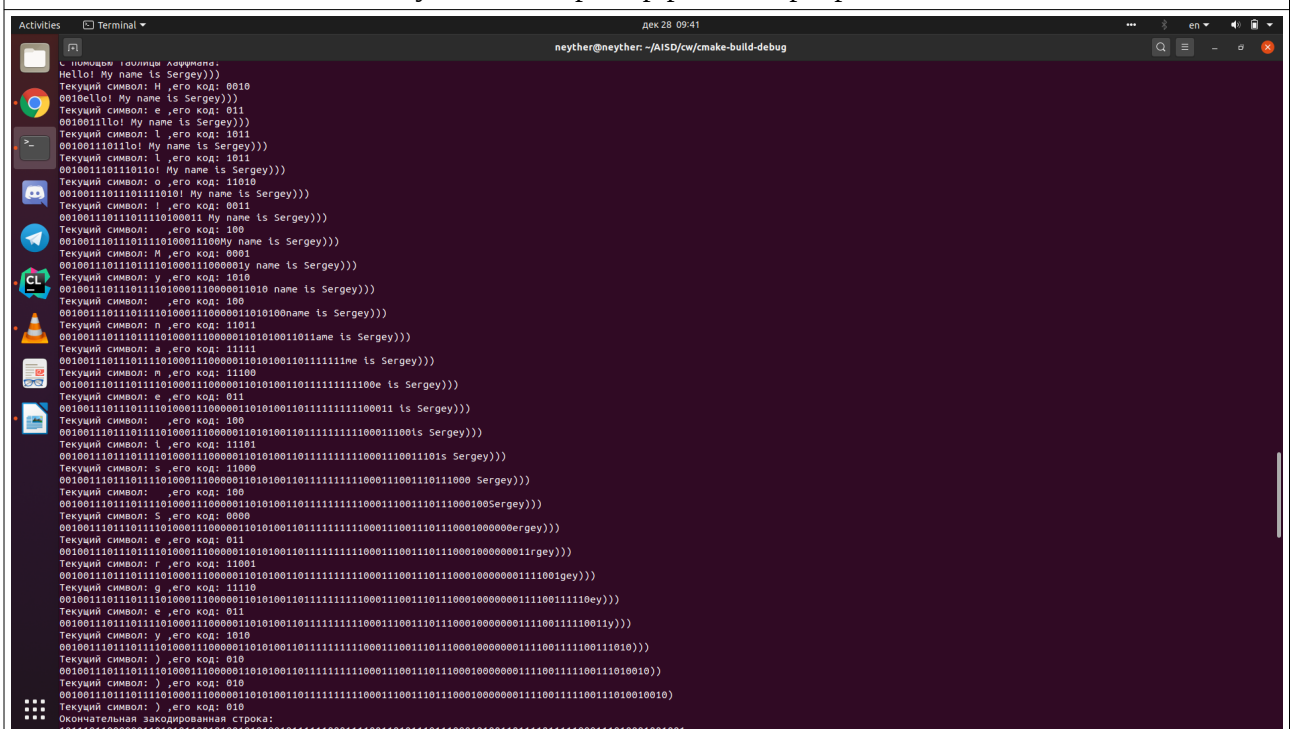 Activities Terminal дек 28 09:41 en
neyther@neyther: ~/AISD/cw/cmake-build-debug
С помощью таблицы Хаффмана:
Hello! My name is Sergey)))
Текущий символ: H ,его код: 0010
0010ello! My name is Sergey)))
Текущий символ: e ,его код: 011
0010011llo! My name is Sergey)))
Текущий символ: l ,его код: 1011
00100111011lo! My name is Sergey)))
Текущий символ: l ,его код: 1011
001001110111011o! My name is Sergey)))
Текущий символ: o ,его код: 11010
00100111011101111010! My name is Sergey)))
Текущий символ: ! ,его код: 0011
001001110111011110100011 My name is Sergey)))
Текущий символ:   ,его код: 100
001001110111011110100011100My name is Sergey)))
Текущий символ: M ,его код: 0001
0010011101110111101000111000001y name is Sergey)))
Текущий символ: y ,его код: 1010
00100111011101111010001110000011010 name is Sergey)))
Текущий символ:   ,его код: 100
00100111011101111010001110000011010100name is Sergey)))
Текущий символ: n ,его код: 11011
0010011101110111101000111000001101010011011ame is Sergey)))
Текущий символ: a ,его код: 11111
001001110111011110100011100000110101001101111111me is Sergey)))
Текущий символ: m ,его код: 11100
00100111011101111010001110000011010100110111111111100e is Sergey)))
Текущий символ: e ,его код: 011
00100111011101111010001110000011010100110111111111100011 is Sergey)))
Текущий символ:   ,его код: 100
00100111011101111010001110000011010100110111111111100011100is Sergey)))
Текущий символ: i ,его код: 11101
0010011101110111101000111000001101010011011111111110001110011101s Sergey)))
Текущий символ: s ,его код: 11000
001001110111011110100011100000110101001101111111111000111001110111000 Sergey)))
Текущий символ:   ,его код: 100
001001110111011110100011100000110101001101111111111000111001110111000100Sergey)))
Текущий символ: S ,его код: 0000
0010011101110111101000111000001101010011011111111110001110011101110001000000ergey)))
Текущий символ: e ,его код: 011
0010011101110111101000111000001101010011011111111110001110011101110001000000011rgey)))
Текущий символ: r ,его код: 11001
001001110111011110100011100000110101001101111111111000111001110111000100000001111001gey)))
Текущий символ: g ,его код: 11110
00100111011101111010001110000011010100110111111111100011100111011100010000000111100111110ey)))
Текущий символ: e ,его код: 011
00100111011101111010001110000011010100110111111111100011100111011100010000000111100111110011y)))
Текущий символ: y ,его код: 1010
001001110111011110100011100000110101001101111111111000111001110111000100000001111001111100111010)))
Текущий символ: ) ,его код: 010
001001110111011110100011100000110101001101111111111000111001110111000100000001111001111100111010010))
Текущий символ: ) ,его код: 010
001001110111011110100011100000110101001101111111111000111001110111000100000001111001111100111010010010)
Текущий символ: ) ,его код: 010
Окончательная закодированная строка: